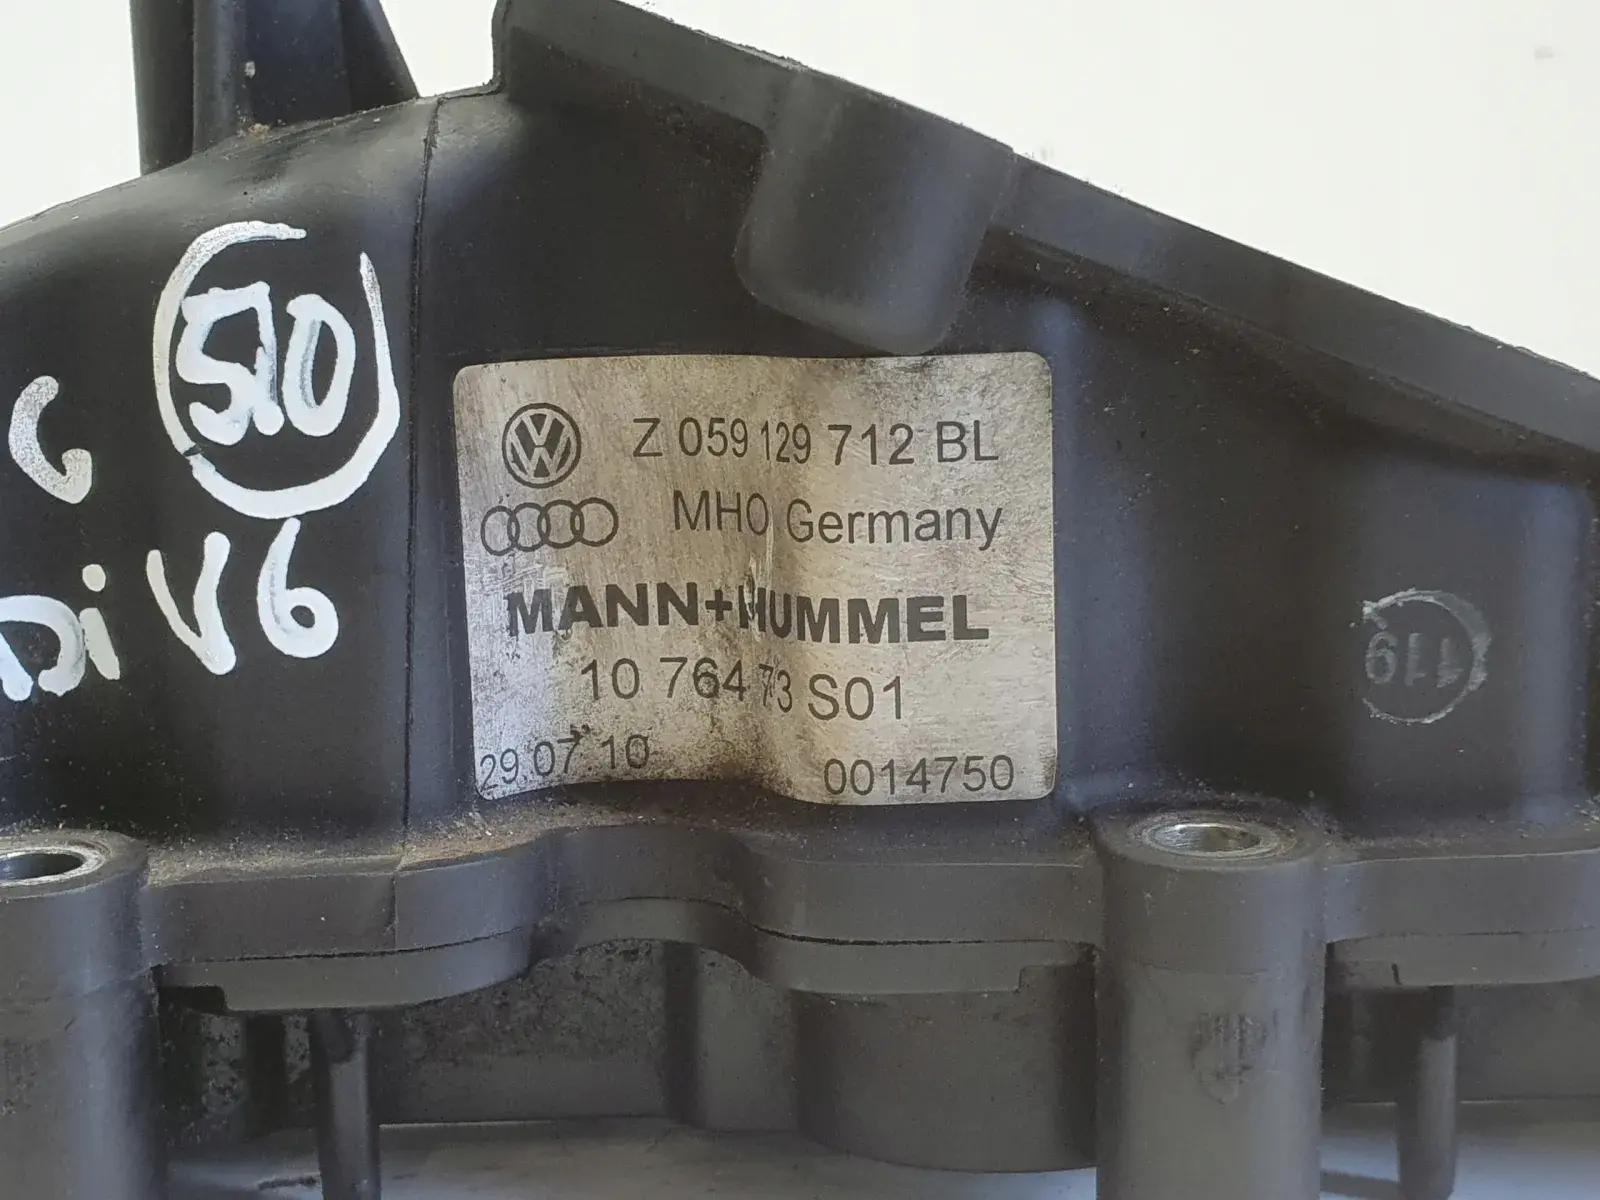 510
Di V6
Z 059 129 712 BL
MHO Germany
MANN+HUMMEL
10 764 73 S01
29.07.10 0014750
119